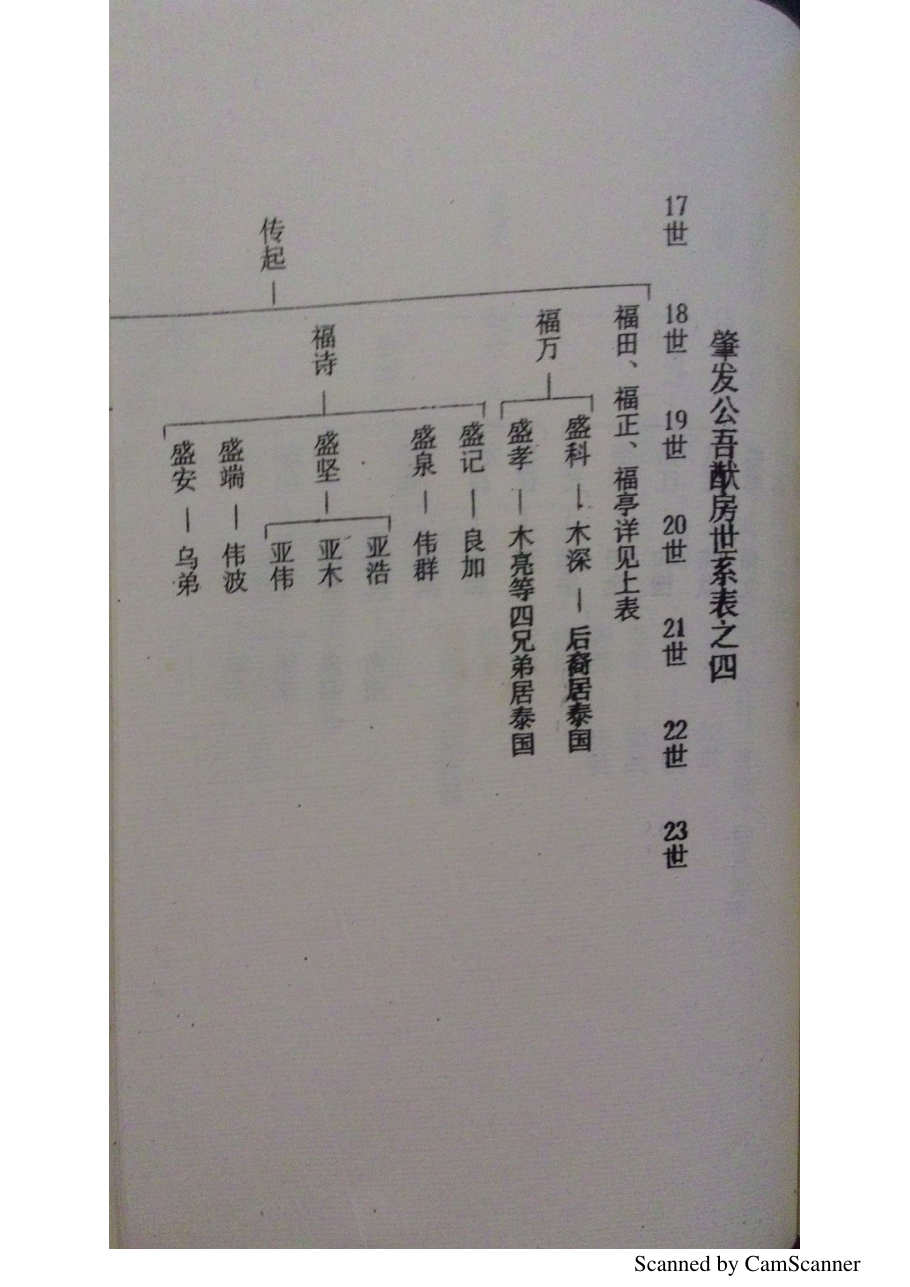 肇发公吾猷房世系表之四
17世 18世 19世 20世 21世 22世 23世
福田、福正、福亭详见上表
盛科 — 木深 — 后裔居泰国
福万
盛孝 — 木亮等四兄弟居泰国
盛记 — 良加
盛泉 — 伟群
亚浩
福诗
盛坚
亚木
传起
亚伟
盛端 — 伟波
盛安 — 乌弟
Scanned by CamScanner